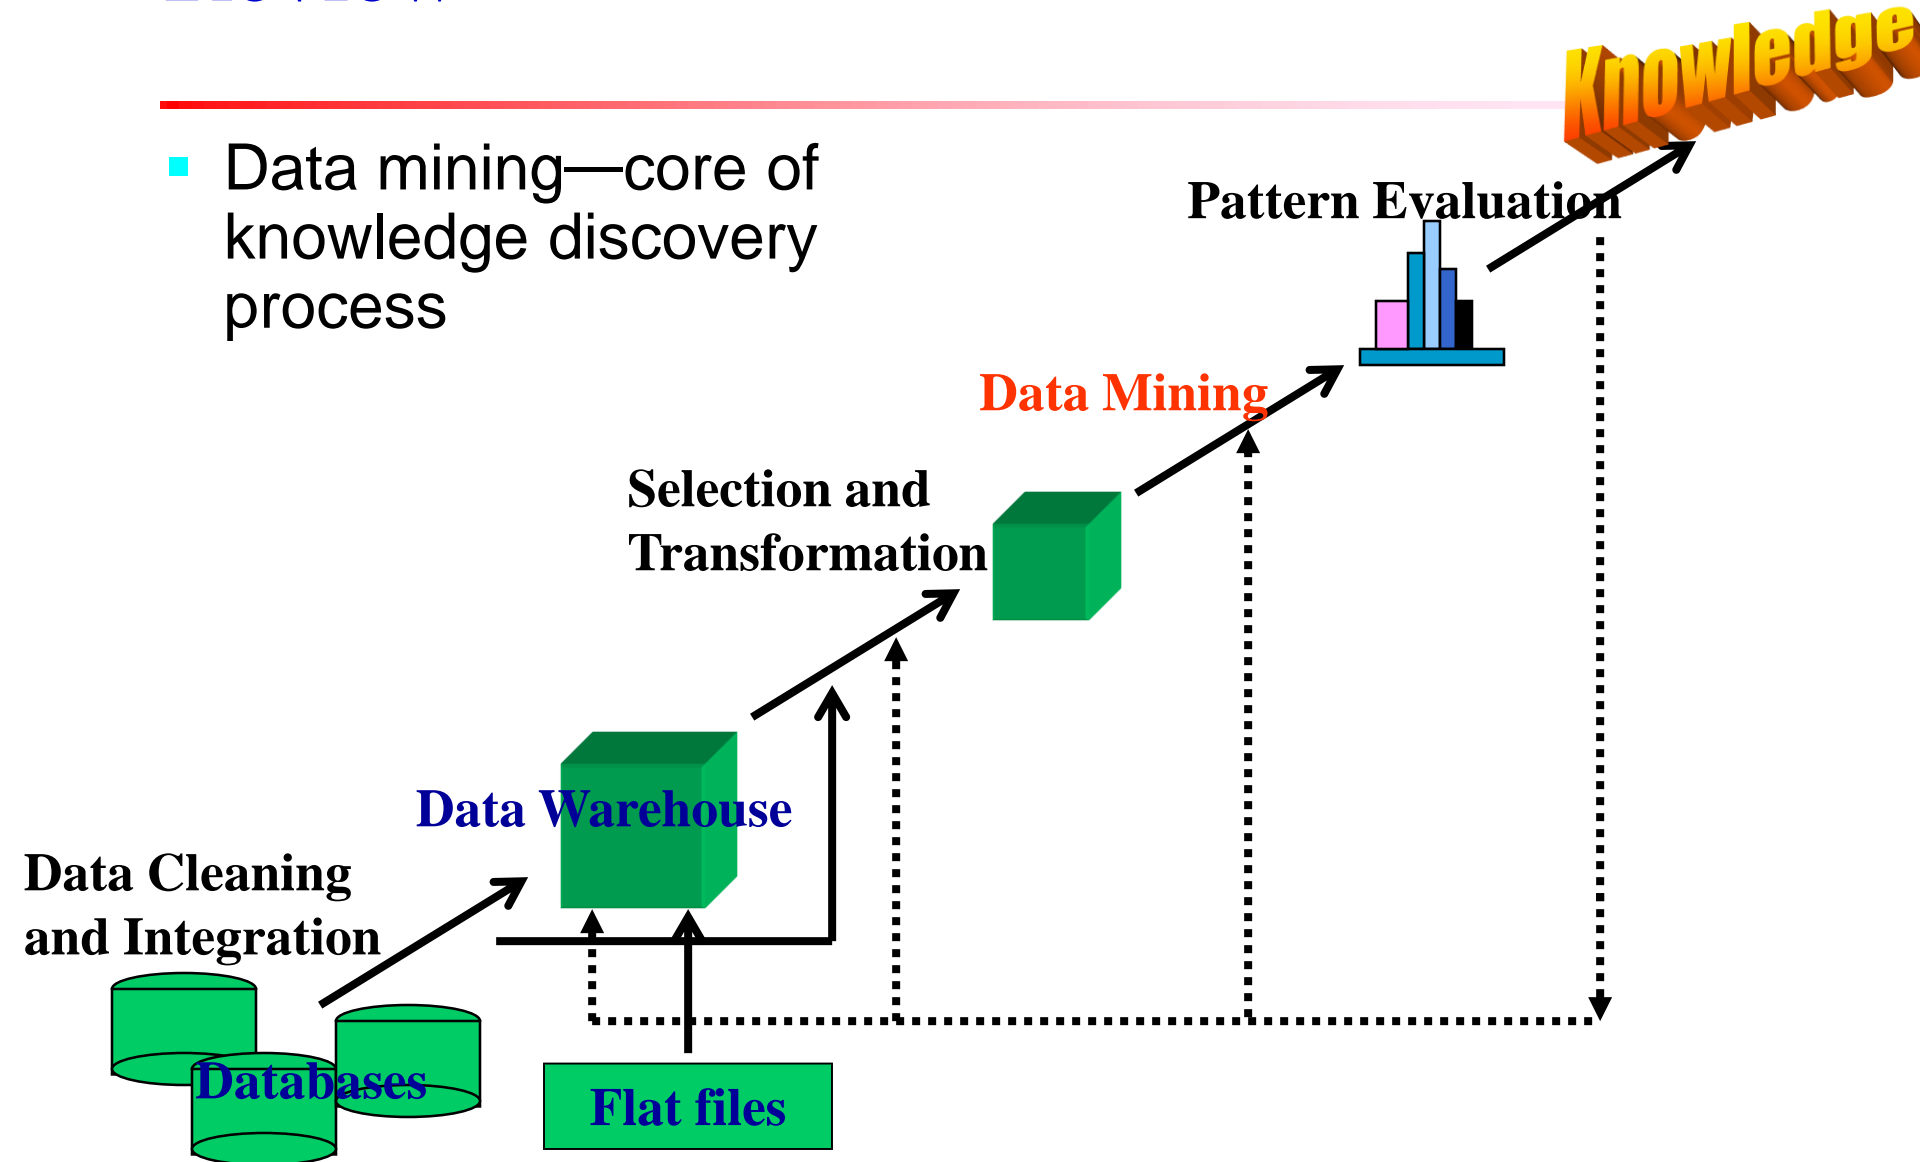 Knowledge
Data mining—core of
knowledge discovery
process
Pattern Evaluation
Data Mining
Selection and
Transformation
Data Warehouse
Data Cleaning
and Integration
Databases
Flat files